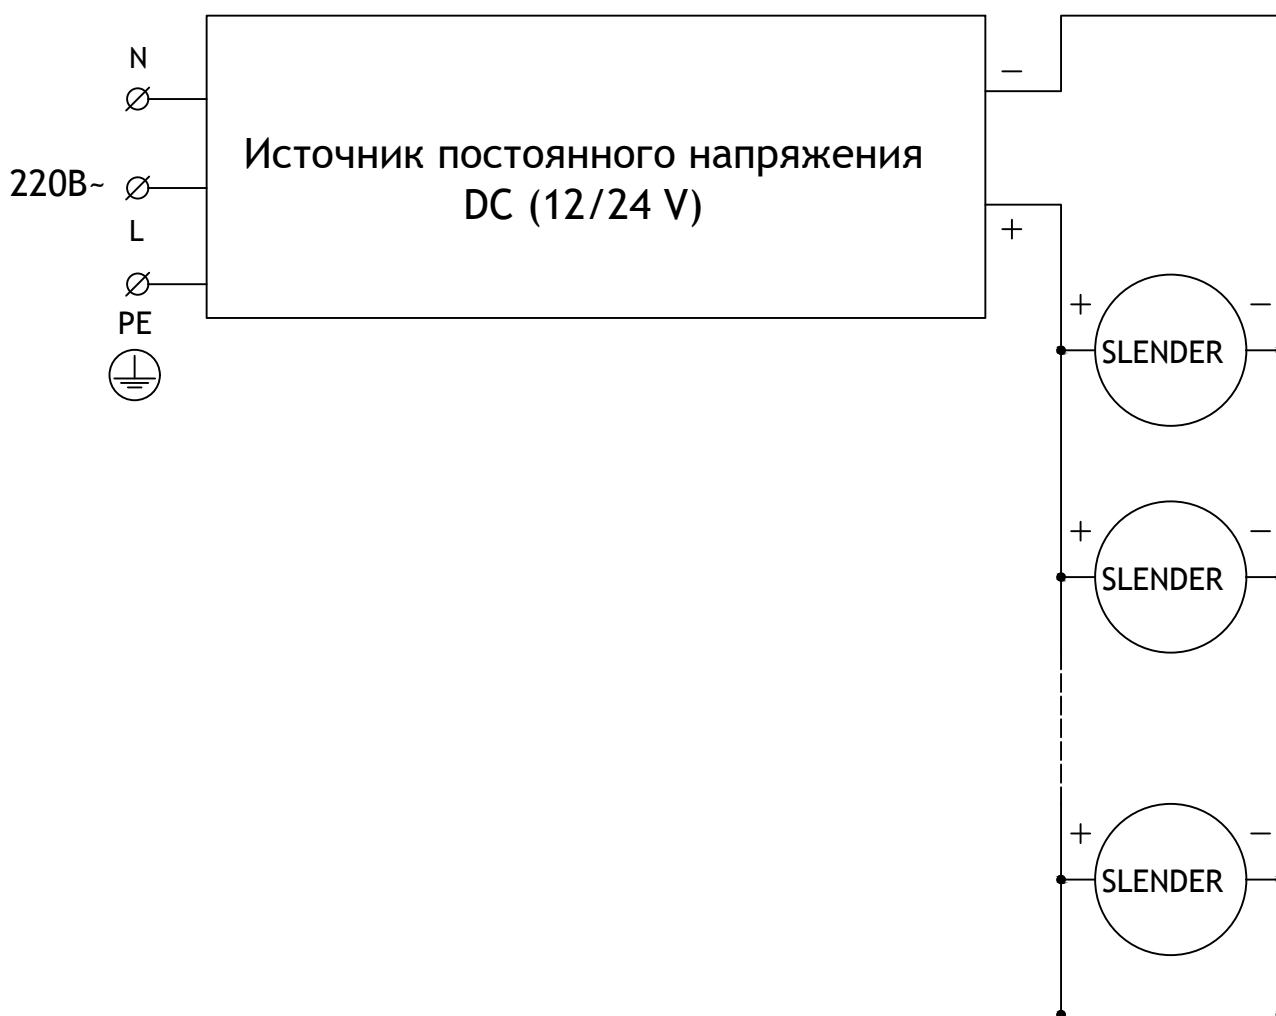 N
220В~
L
PE
Источник постоянного напряжения
DC (12/24 V)
−
+
+ −
SLENDER
+ −
SLENDER
+ −
SLENDER